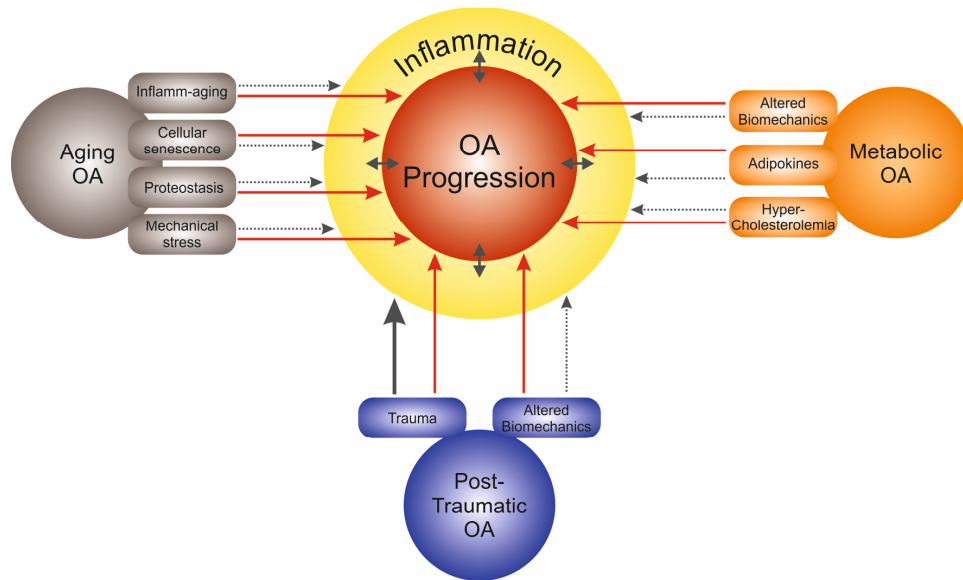 Inflammation
OA
Progression
Aging
OA
Inflamm-aging
Cellular
senescence
Proteostasis
Mechanical
stress
Altered
Biomechanics
Adipokines
Hyper-
Cholesterolemia
Metabolic
OA
Trauma
Altered
Biomechanics
Post-
Traumatic
OA